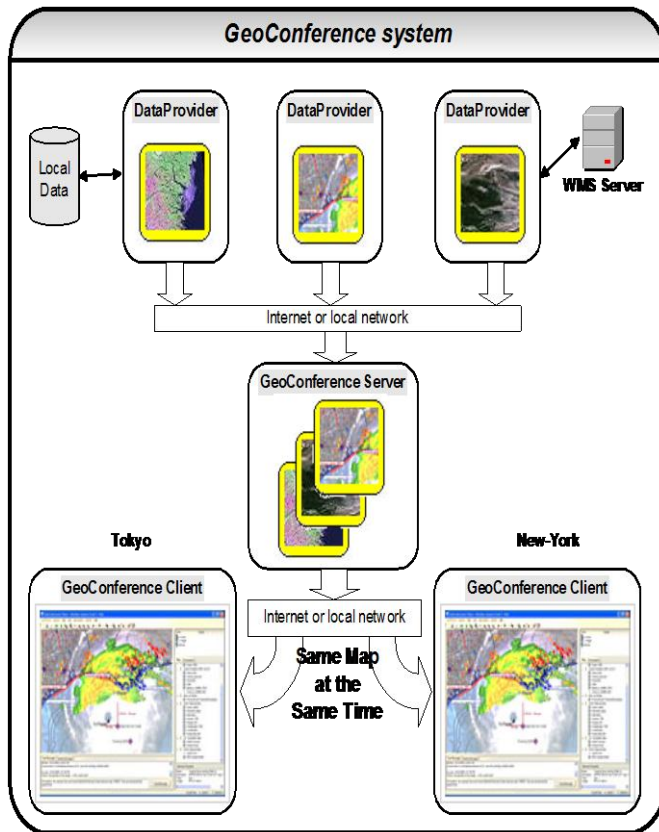 GeoConference system
DataProvider
DataProvider
DataProvider
Local
Data
WMS Server
Internet or local network
GeoConference Server
Tokyo
New-York
GeoConference Client
GeoConference Client
Internet or local network
Same Map
at the
Same Time